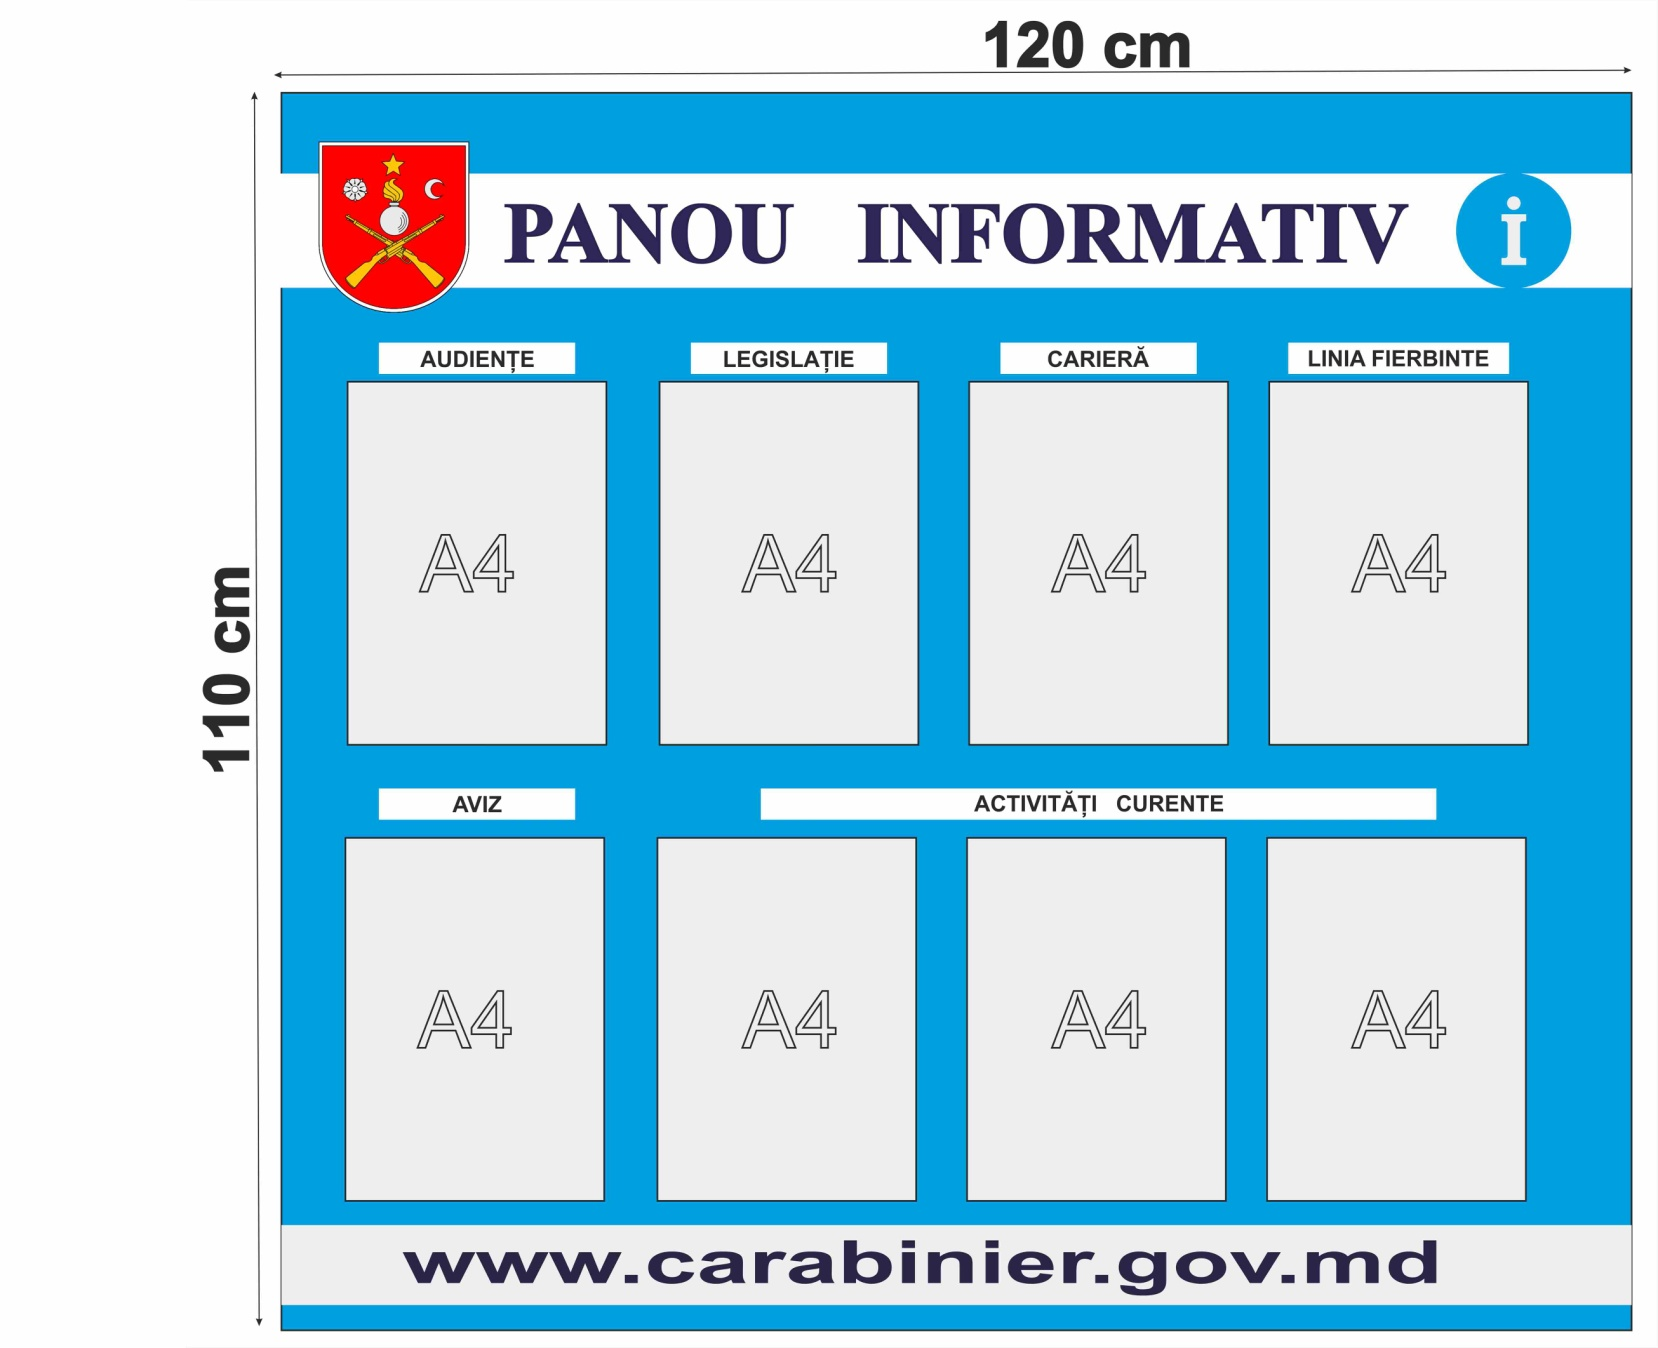 120 cm
110 cm
PANOU INFORMATIV i
AUDIENȚE LEGISLAȚIE CARIERĂ LINIA FIERBINTE
A4 A4 A4 A4
AVIZ ACTIVITĂȚI CURENTE
A4 A4 A4 A4
www.carabinier.gov.md